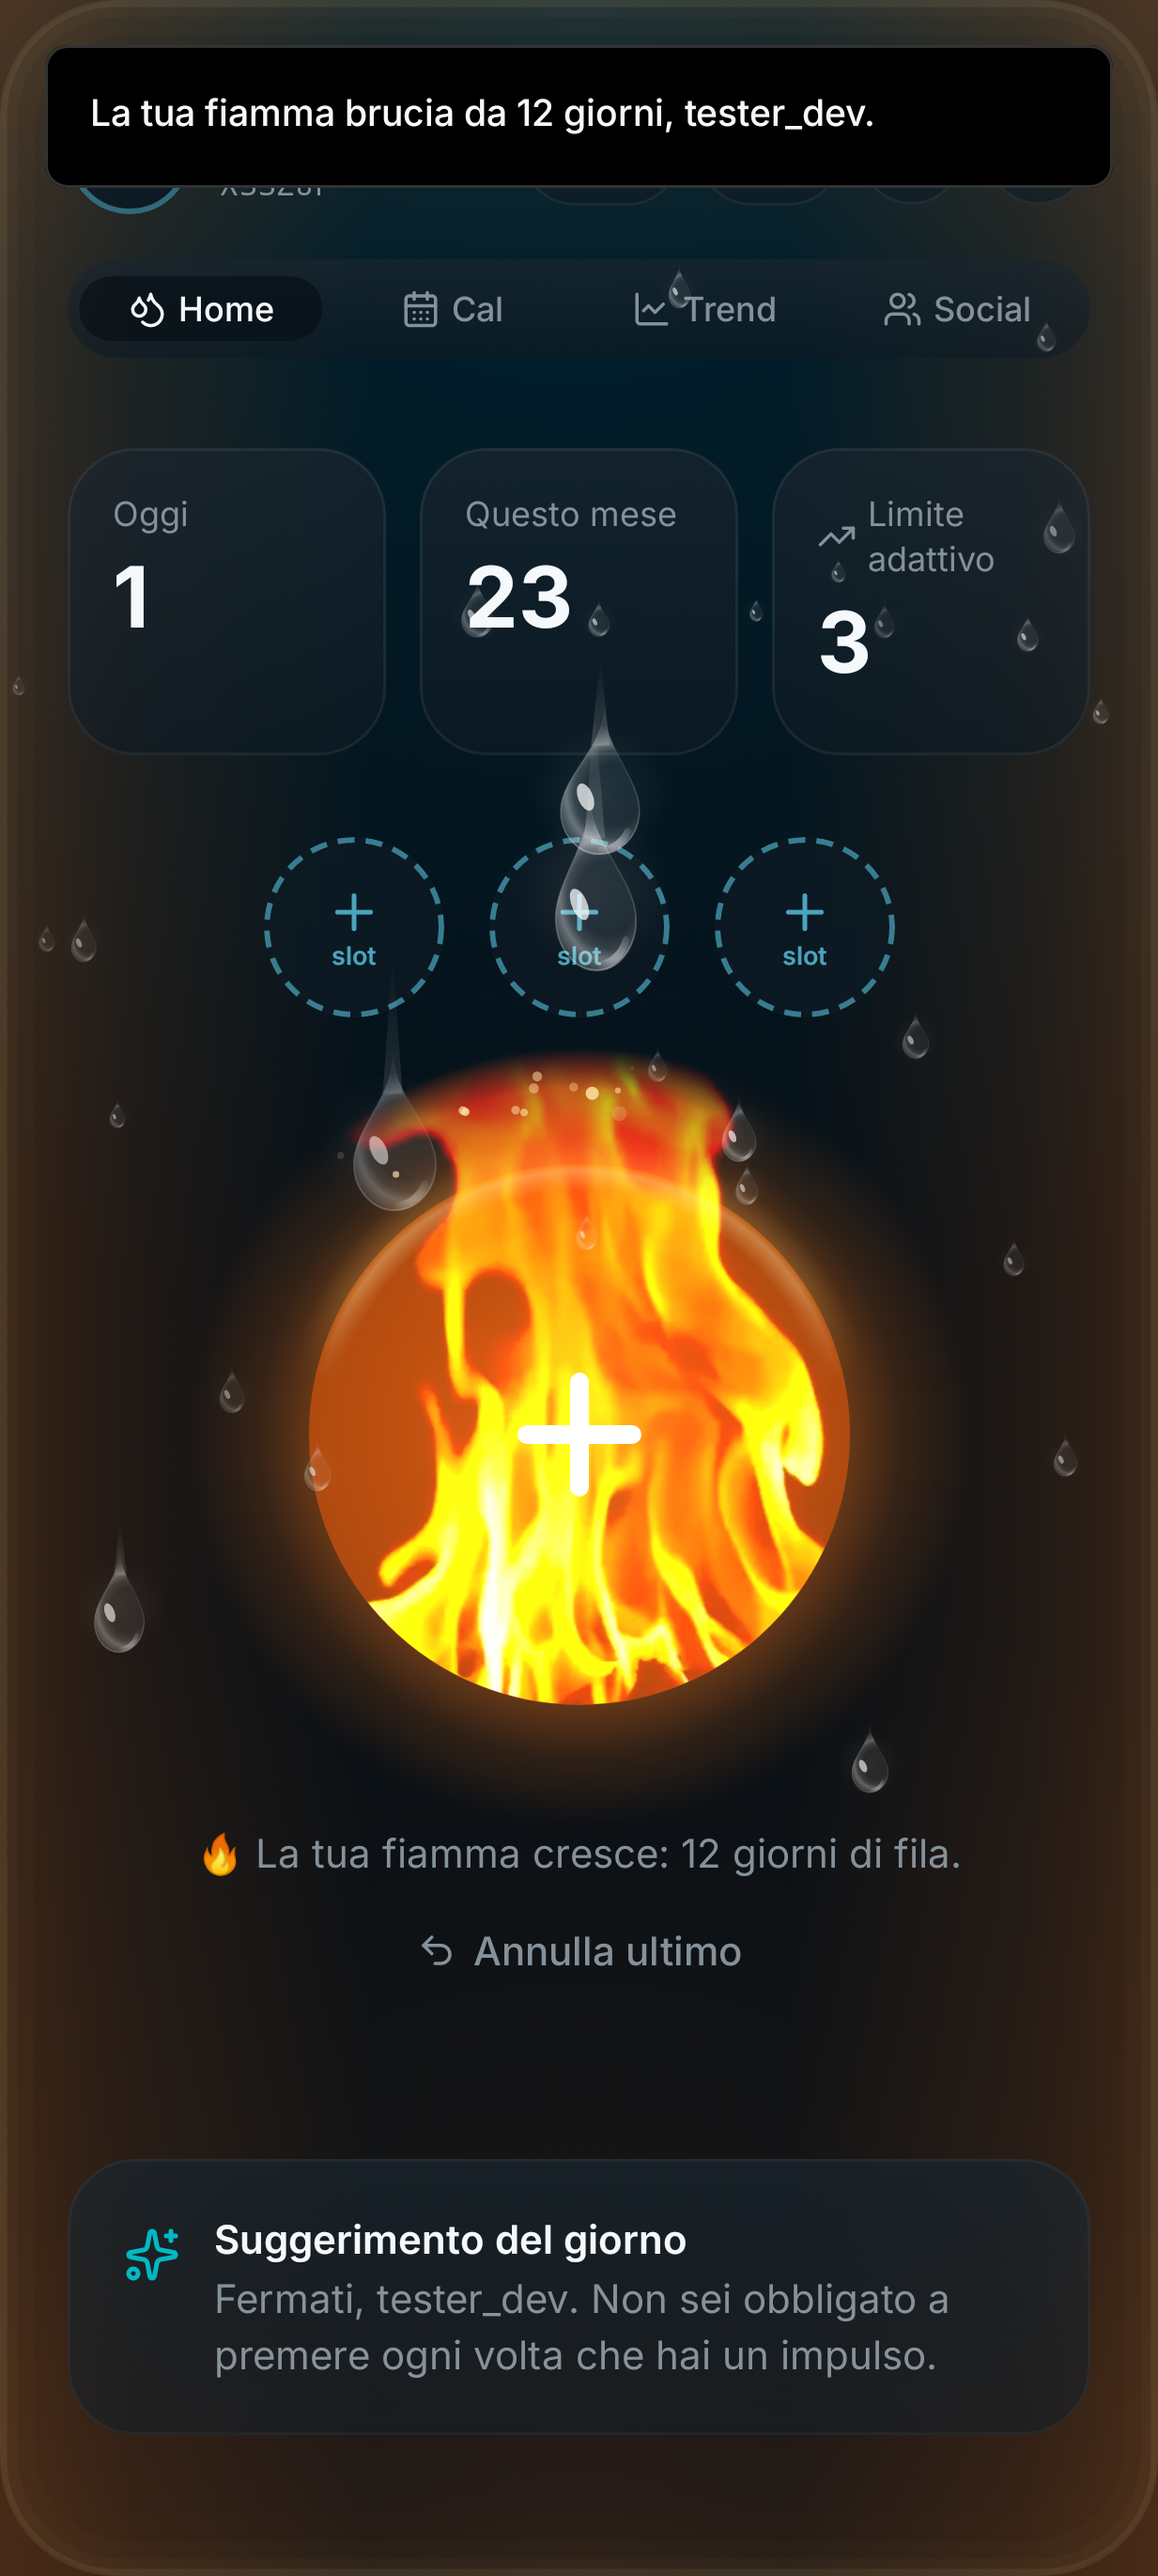 La tua fiamma brucia da 12 giorni, tester_dev.
Home
Cal
Trend
Social
Oggi
1
Questo mese
23
Limite
adattivo
3
slot
slot
slot
🔥 La tua fiamma cresce: 12 giorni di fila.
Annulla ultimo
Suggerimento del giorno
Fermati, tester_dev. Non sei obbligato a
premere ogni volta che hai un impulso.